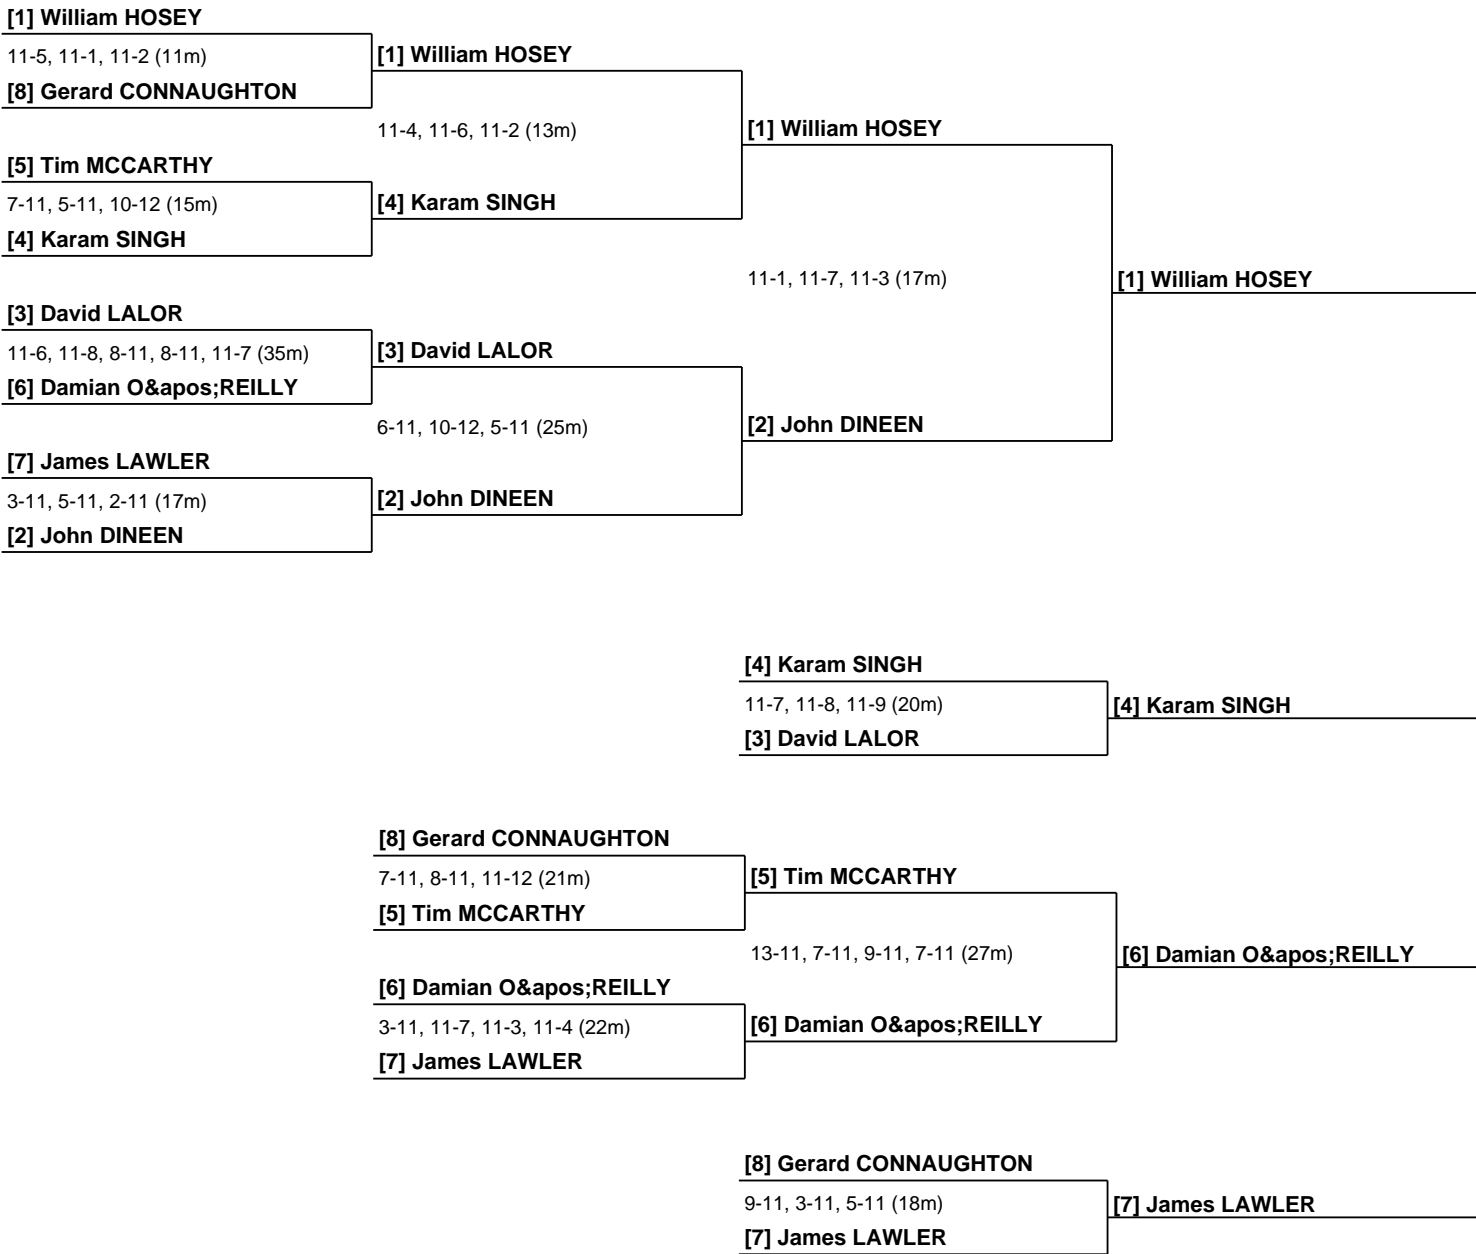 [1] William HOSEY
11-5, 11-1, 11-2 (11m)
[8] Gerard CONNAUGHTON
[1] William HOSEY
11-4, 11-6, 11-2 (13m)
[5] Tim MCCARTHY
7-11, 5-11, 10-12 (15m)
[4] Karam SINGH
[4] Karam SINGH
[1] William HOSEY
11-1, 11-7, 11-3 (17m)
[1] William HOSEY
[3] David LALOR
11-6, 11-8, 8-11, 8-11, 11-7 (35m)
[6] Damian O&apos;REILLY
[3] David LALOR
6-11, 10-12, 5-11 (25m)
[2] John DINEEN
[7] James LAWLER
3-11, 5-11, 2-11 (17m)
[2] John DINEEN
[2] John DINEEN
[4] Karam SINGH
11-7, 11-8, 11-9 (20m)
[3] David LALOR
[4] Karam SINGH
[8] Gerard CONNAUGHTON
7-11, 8-11, 11-12 (21m)
[5] Tim MCCARTHY
[5] Tim MCCARTHY
13-11, 7-11, 9-11, 7-11 (27m)
[6] Damian O&apos;REILLY
[6] Damian O&apos;REILLY
3-11, 11-7, 11-3, 11-4 (22m)
[7] James LAWLER
[6] Damian O&apos;REILLY
[8] Gerard CONNAUGHTON
9-11, 3-11, 5-11 (18m)
[7] James LAWLER
[7] James LAWLER